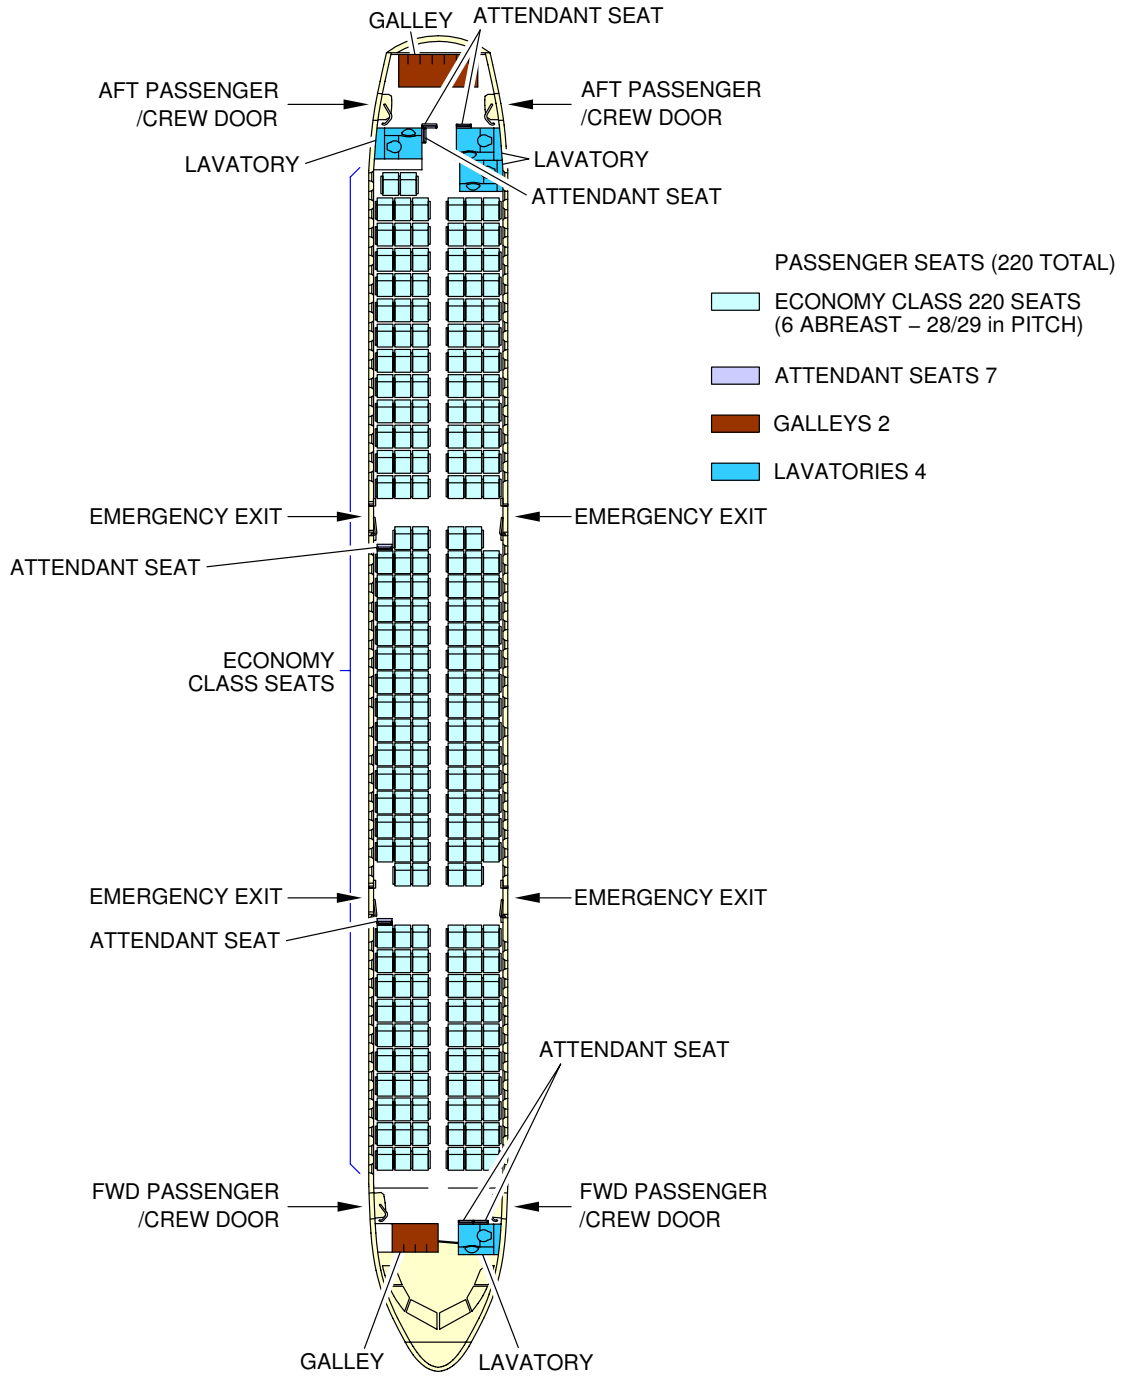 GALLEY
ATTENDANT SEAT
AFT PASSENGER
/CREW DOOR
AFT PASSENGER
/CREW DOOR
LAVATORY
LAVATORY
ATTENDANT SEAT
PASSENGER SEATS (220 TOTAL)
ECONOMY CLASS 220 SEATS
(6 ABREAST – 28/29 in PITCH)
ATTENDANT SEATS 7
GALLEYS 2
LAVATORIES 4
EMERGENCY EXIT
EMERGENCY EXIT
ATTENDANT SEAT
ECONOMY
CLASS SEATS
EMERGENCY EXIT
EMERGENCY EXIT
ATTENDANT SEAT
ATTENDANT SEAT
FWD PASSENGER
/CREW DOOR
FWD PASSENGER
/CREW DOOR
GALLEY
LAVATORY